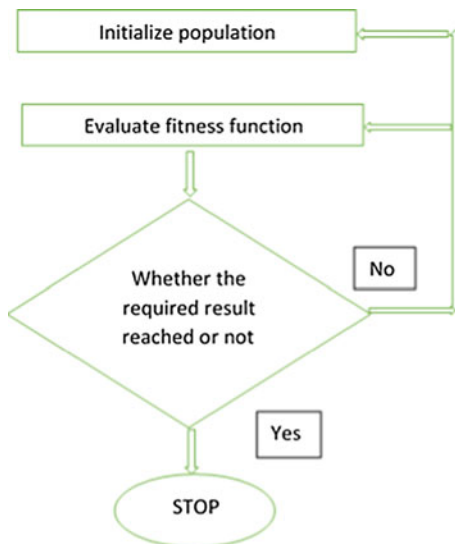 Initialize population
Evaluate fitness function
Whether the
required result
reached or not
No
Yes
STOP